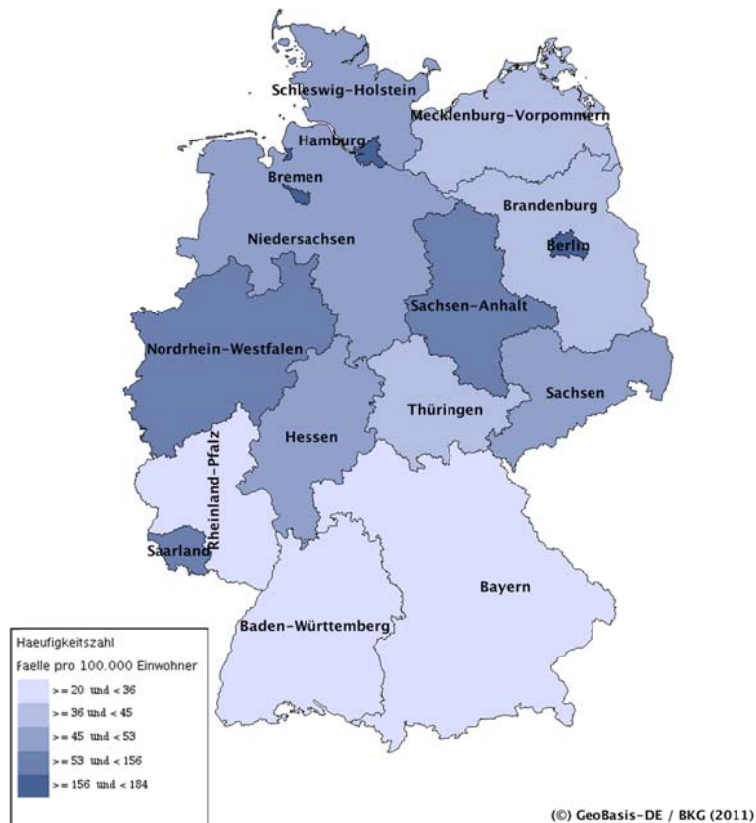 Schleswig-Holstein
Mecklenburg-Vorpommern
Hamburg
Bremen
Brandenburg
Niedersachsen
Berlin
Sachsen-Anhalt
Nordrhein-Westfalen
Sachsen
Thüringen
Hessen
Rheinland-Pfalz
Saarland
Bayern
Baden-Württemberg
Haeufigkeitszahl
Faelle pro 100.000 Einwohner
>= 20 und < 36
>= 36 und < 45
>= 45 und < 53
>= 53 und < 156
>= 156 und < 184
(©) GeoBasis-DE / BKG (2011)